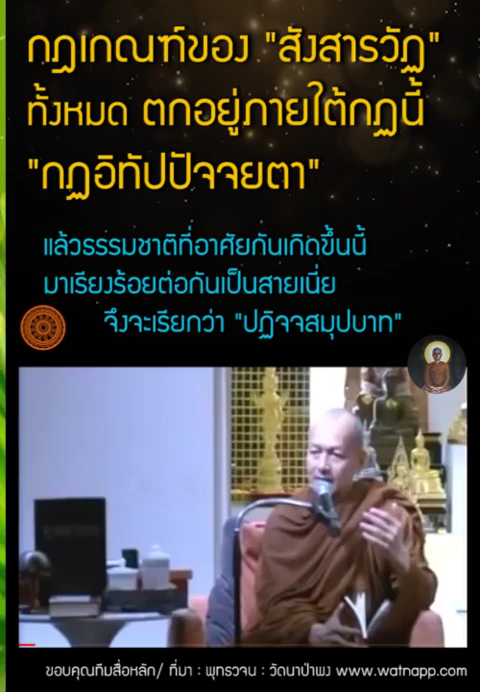 กฎเกณฑ์ของ "สังสารวัฏ"
ทั้งหมด ตกอยู่ภายใต้กฎนี้
"กฎอิทัปปัจจยตา"
แล้วธรรมชาติที่อาศัยกันเกิดขึ้นนี้
มาเรียงร้อยต่อกันเป็นสายเนี่ย
จึงจะเรียกว่า "ปฏิจจสมุปบาท"
ขอบคุณทีมสื่อหลัก/ ที่มา : พุทธวจน : วัดนาป่าพง www.watnapp.com